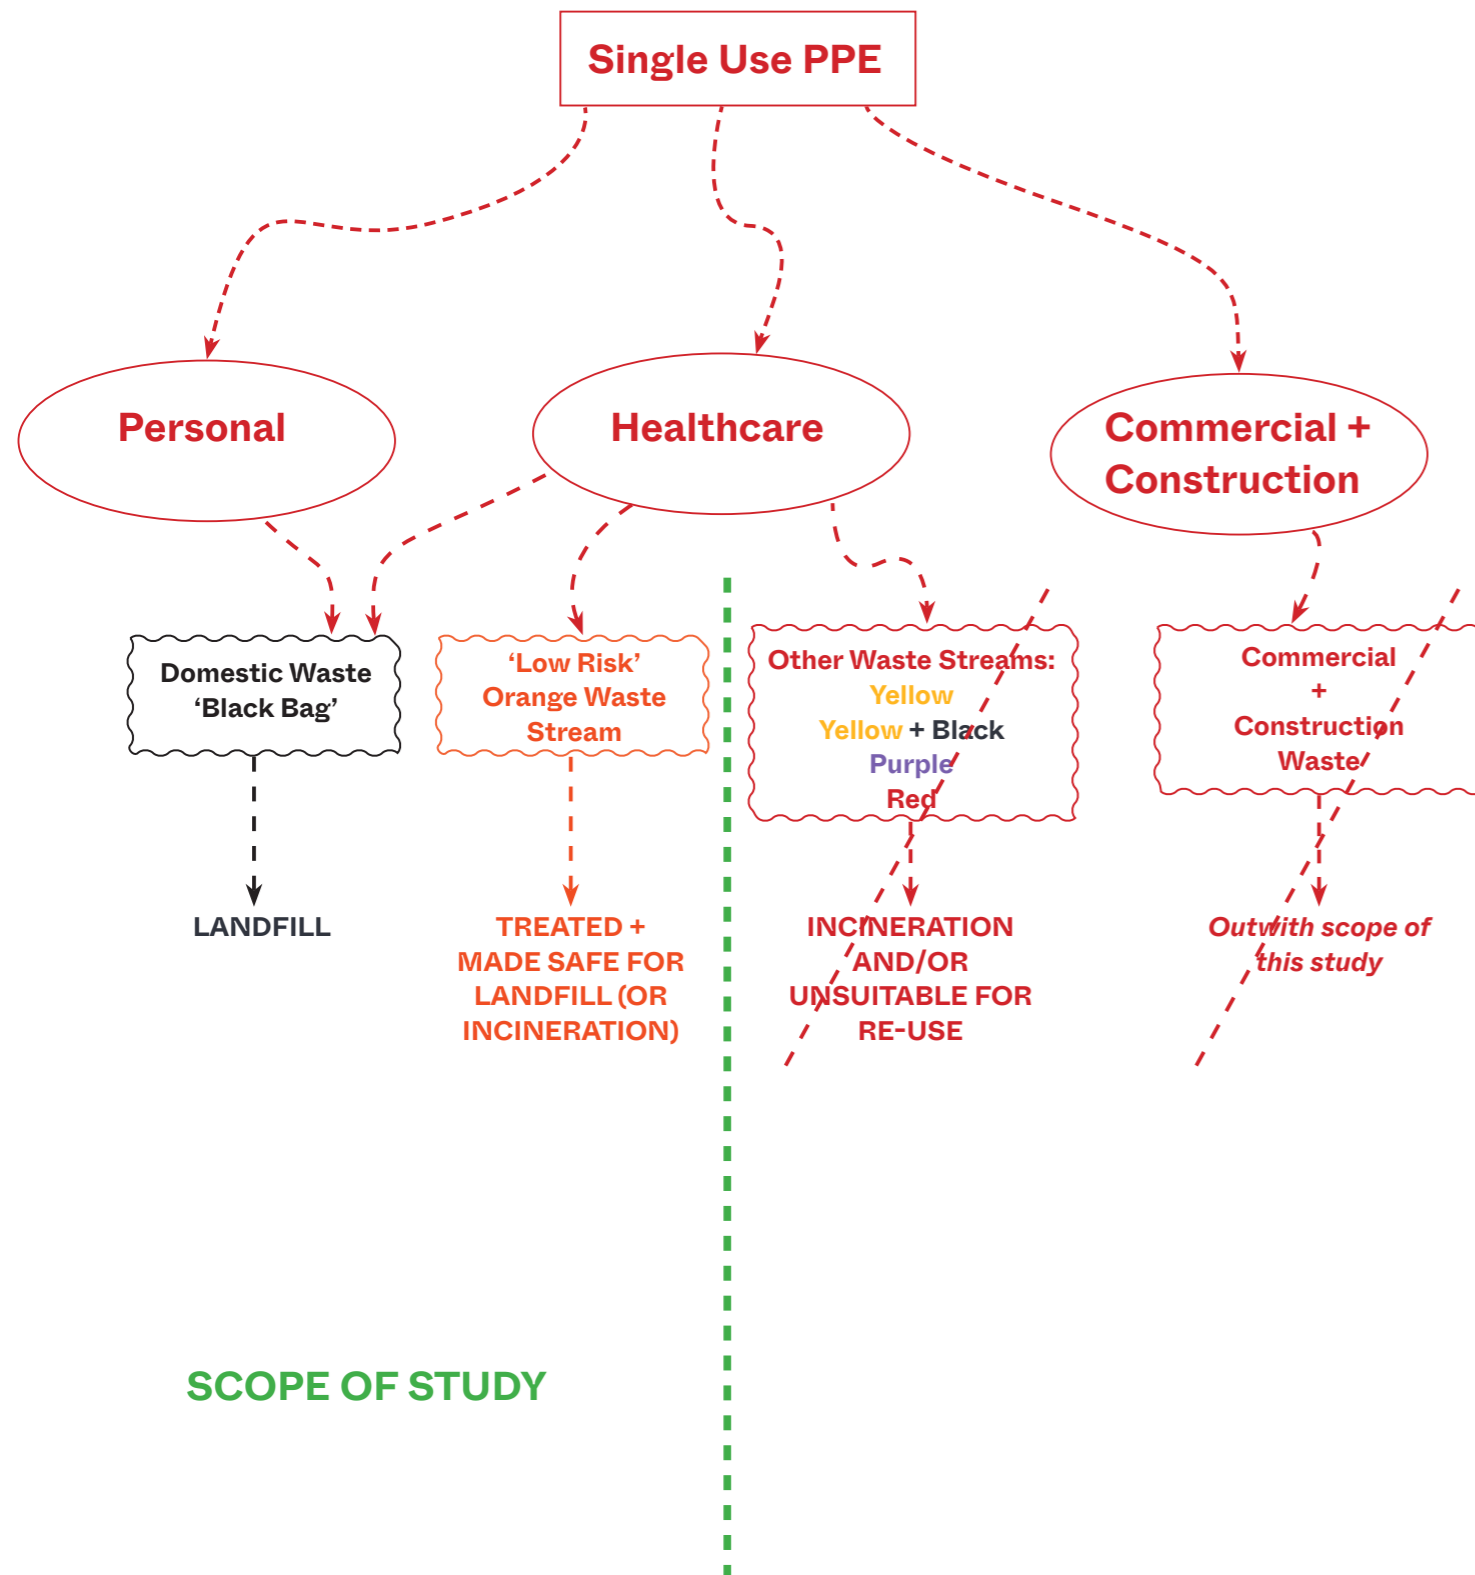 Single Use PPE
Personal
Healthcare
Commercial +
Construction
Domestic Waste
‘Black Bag’
‘Low Risk’
Orange Waste
Stream
Other Waste Streams:
Yellow
Yellow + Black
Purple
Red
Commercial
+
Construction
Waste
LANDFILL
TREATED +
MADE SAFE FOR
LANDFILL (OR
INCINERATION)
INCINERATION
AND/OR
UNSUITABLE FOR
RE-USE
Outwith scope of
this study
SCOPE OF STUDY